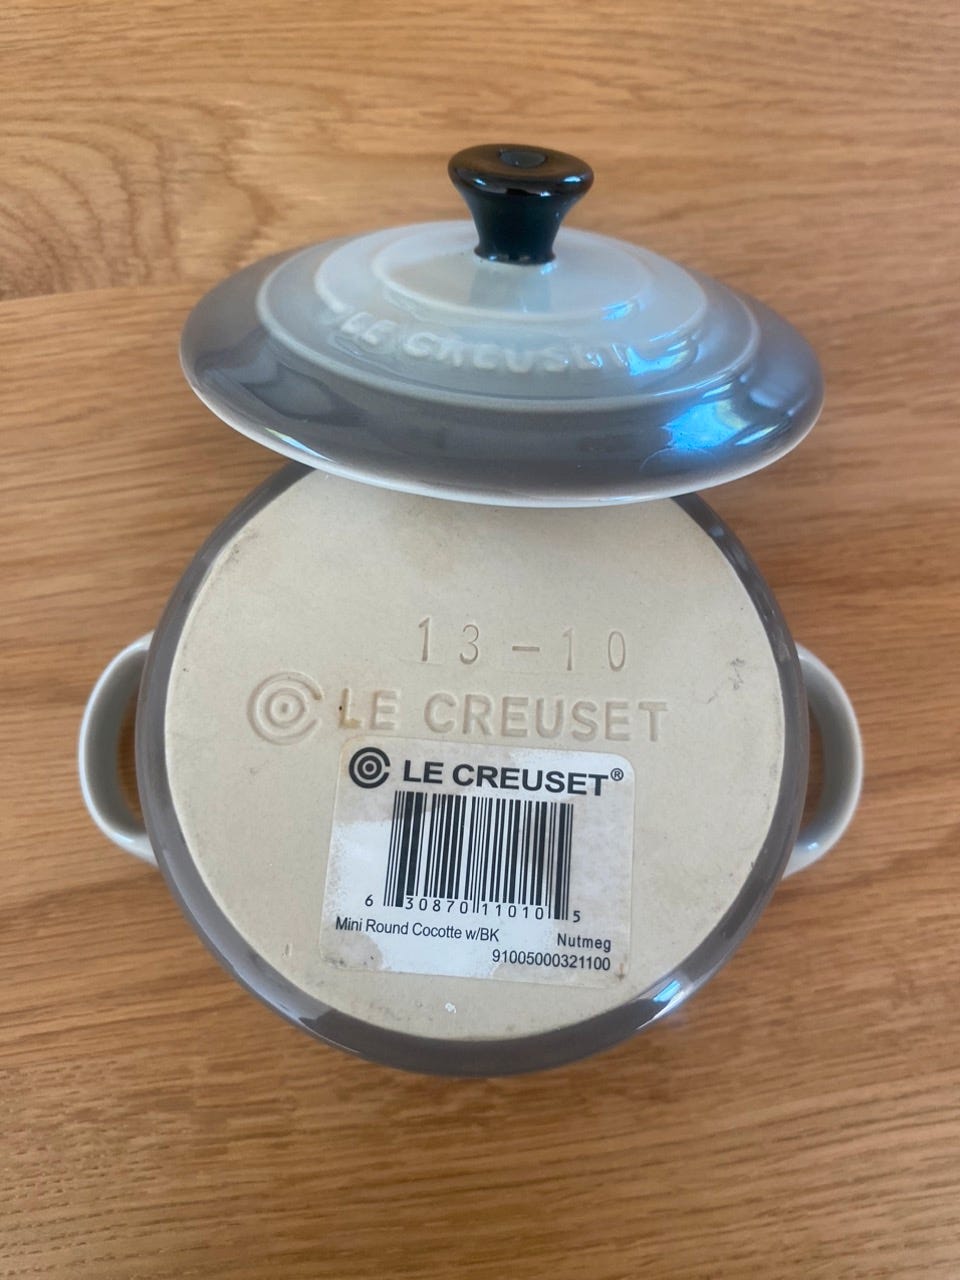 LE CREUSET
13-10
LE CREUSET
LE CREUSET®
6 30870 11010 5
Mini Round Cocotte w/BK
Nutmeg
91005000321100